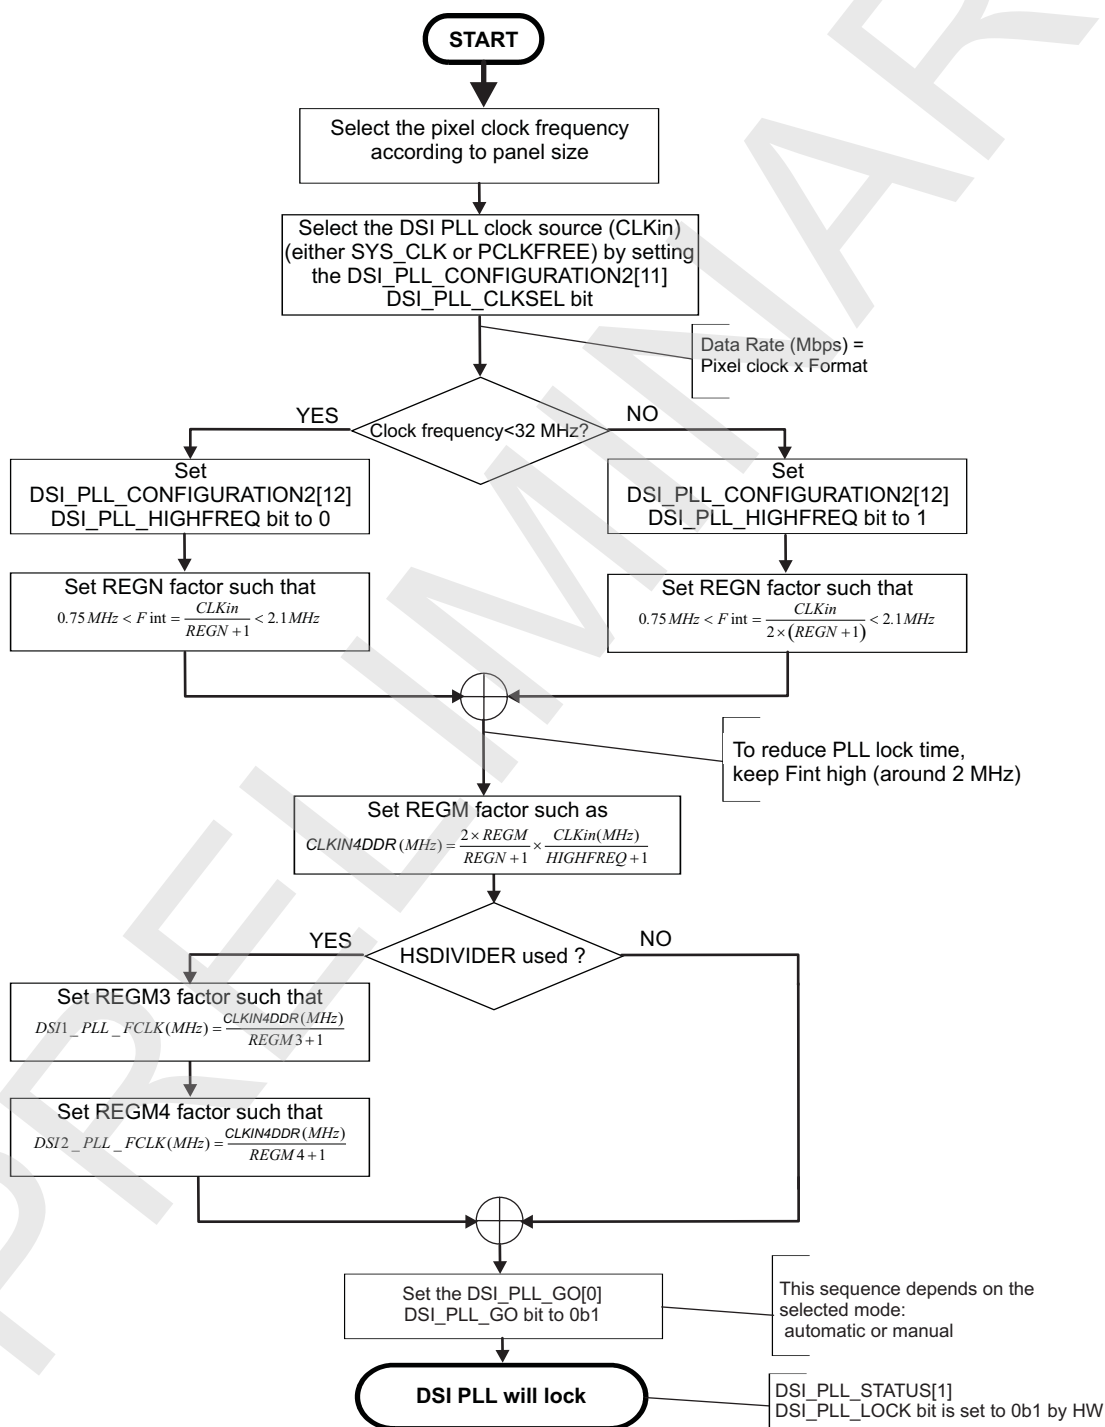 START
Select the pixel clock frequency
according to panel size
Select the DSI PLL clock source (CLKin)
(either SYS_CLK or PCLKFREE) by setting
the DSI_PLL_CONFIGURATION2[11]
DSI_PLL_CLKSEL bit
Data Rate (Mbps) =
Pixel clock x Format
YES
NO
Clock frequency<32 MHz?
Set
DSI_PLL_CONFIGURATION2[12]
DSI_PLL_HIGHFREQ bit to 0
Set
DSI_PLL_CONFIGURATION2[12]
DSI_PLL_HIGHFREQ bit to 1
Set REGN factor such that
0.75 MHz < F int = CLKin / REGN +1 < 2.1 MHz
Set REGN factor such that
0.75 MHz < F int = CLKin / 2 × (REGN +1) < 2.1 MHz
To reduce PLL lock time,
keep Fint high (around 2 MHz)
Set REGM factor such as
CLKIN4DDR (MHz) = 2 × REGM / REGN +1 × CLKin(MHz) / HIGHFREQ +1
YES
NO
HSDIVIDER used ?
Set REGM3 factor such that
DSI1_PLL_FCLK(MHz) = CLKIN4DDR (MHz) / REGM 3+1
Set REGM4 factor such that
DSI2_PLL_FCLK(MHz) = CLKIN4DDR (MHz) / REGM 4+1
Set the DSI_PLL_GO[0]
DSI_PLL_GO bit to 0b1
This sequence depends on the
selected mode:
automatic or manual
DSI PLL will lock
DSI_PLL_STATUS[1]
DSI_PLL_LOCK bit is set to 0b1 by HW
PRELIMINAR